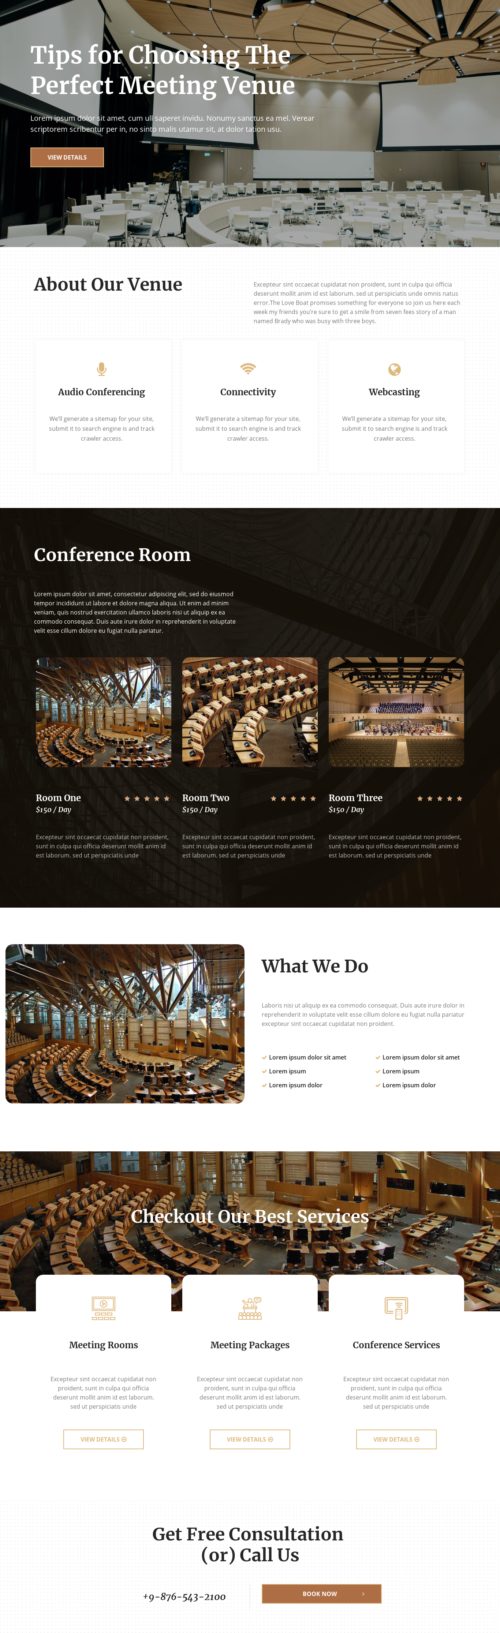 Tips for Choosing The
Perfect Meeting Venue
Lorem ipsum dolor sit amet, cum ull saperet invidu. Nonumy sanctus ea mel. Verear
scriptorem scribentur per in, no sinto malis utamur sit, at dolor tation usu.
VIEW DETAILS
About Our Venue
Excepteur sint occaecat cupidatat non proident, sunt in culpa qui officia
deserunt mollit anim id est laborum, sed ut perspiciatis unde omnis natus
error.The Love Boat promises something for everyone so join us here each
week my friends you're sure to get a smile from seven fees story of a man
named Brady who was busy with three boys.
Audio Conferencing
We'll generate a sitemap for your site,
submit it to search engine is and track
crawler access.
Connectivity
We'll generate a sitemap for your site,
submit it to search engine is and track
crawler access.
Webcasting
We'll generate a sitemap for your site,
submit it to search engine is and track
crawler access.
Conference Room
Lorem ipsum dolor sit amet, consectetur adipiscing elit, sed do eiusmod
tempor incididunt ut labore et dolore magna aliqua. Ut enim ad minim
veniam, quis nostrud exercitation ullamco laboris nisi ut aliquip ex ea
commodo consequat. Duis aute irure dolor in reprehenderit in voluptate
velit esse cillum dolore eu fugiat nulla pariatur.
Room One
$150 / Day
Excepteur sint occaecat cupidatat non proident,
sunt in culpa qui officia deserunt mollit anim id
est laborum, sed ut perspiciatis unde
Room Two
$150 / Day
Excepteur sint occaecat cupidatat non proident,
sunt in culpa qui officia deserunt mollit anim id
est laborum, sed ut perspiciatis unde
Room Three
$150 / Day
Excepteur sint occaecat cupidatat non proident,
sunt in culpa qui officia deserunt mollit anim id
est laborum, sed ut perspiciatis unde
What We Do
Laboris nisi ut aliquip ex ea commodo consequat. Duis aute irure dolor in
reprehenderit in voluptate velit esse cillum dolore eu fugiat nulla pariatur
excepteur sint occaecat cupidatat non proident.
Lorem ipsum dolor sit amet
Lorem ipsum
Lorem ipsum dolor
Lorem ipsum dolor sit amet
Lorem ipsum
Lorem ipsum dolor
Checkout Our Best Services
Meeting Rooms
Excepteur sint occaecat cupidatat non
proident, sunt in culpa qui officia
deserunt mollit anim id est laborum,
sed ut perspiciatis unde
VIEW DETAILS
Meeting Packages
Excepteur sint occaecat cupidatat non
proident, sunt in culpa qui officia
deserunt mollit anim id est laborum,
sed ut perspiciatis unde
VIEW DETAILS
Conference Services
Excepteur sint occaecat cupidatat non
proident, sunt in culpa qui officia
deserunt mollit anim id est laborum,
sed ut perspiciatis unde
VIEW DETAILS
Get Free Consultation
(or) Call Us
+9-876-543-2100
BOOK NOW